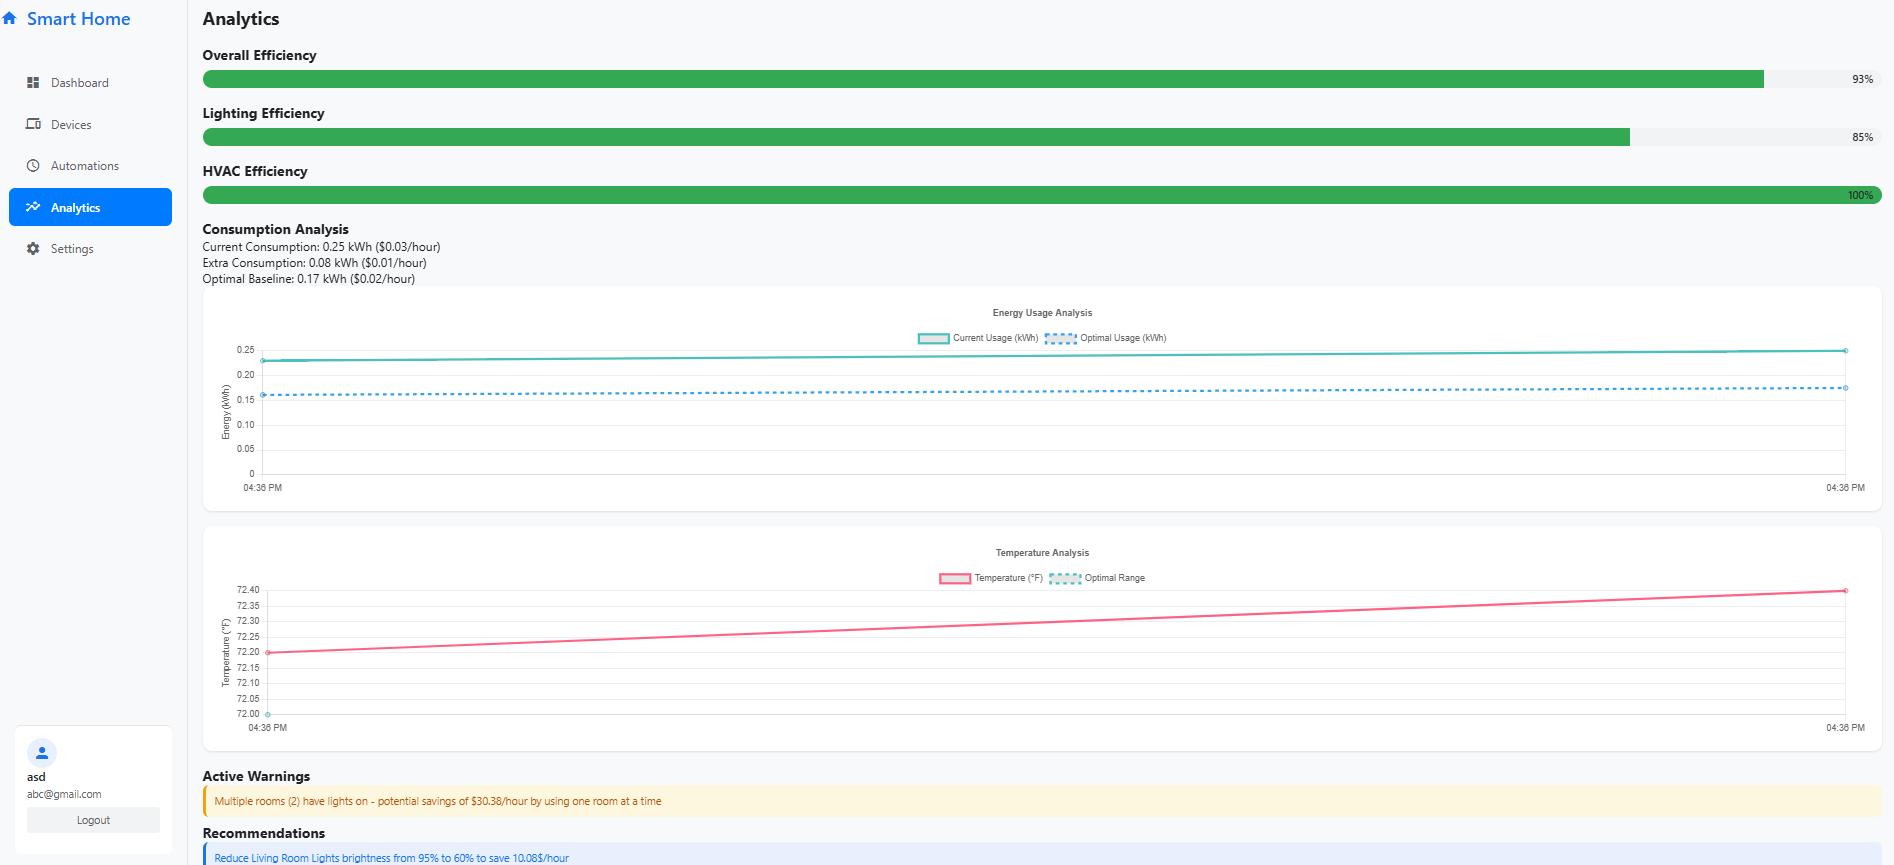 Smart Home
Dashboard
Devices
Automations
Analytics
Settings
asd
abc@gmail.com
Logout
Analytics
Overall Efficiency
93%
Lighting Efficiency
85%
HVAC Efficiency
100%
Consumption Analysis
Current Consumption: 0.25 kWh ($0.03/hour)
Extra Consumption: 0.08 kWh ($0.01/hour)
Optimal Baseline: 0.17 kWh ($0.02/hour)
Energy Usage Analysis
Current Usage (kWh) Optimal Usage (kWh)
Energy (kWh)
0.25
0.20
0.15
0.10
0.05
0
04:36 PM 04:36 PM
Temperature Analysis
Temperature (°F) Optimal Range
Temperature (°F)
72.40
72.35
72.30
72.25
72.20
72.15
72.10
72.05
72.00
04:36 PM 04:36 PM
Active Warnings
Multiple rooms (2) have lights on - potential savings of $30.38/hour by using one room at a time
Recommendations
Reduce Living Room Lights brightness from 95% to 60% to save 10.08$/hour